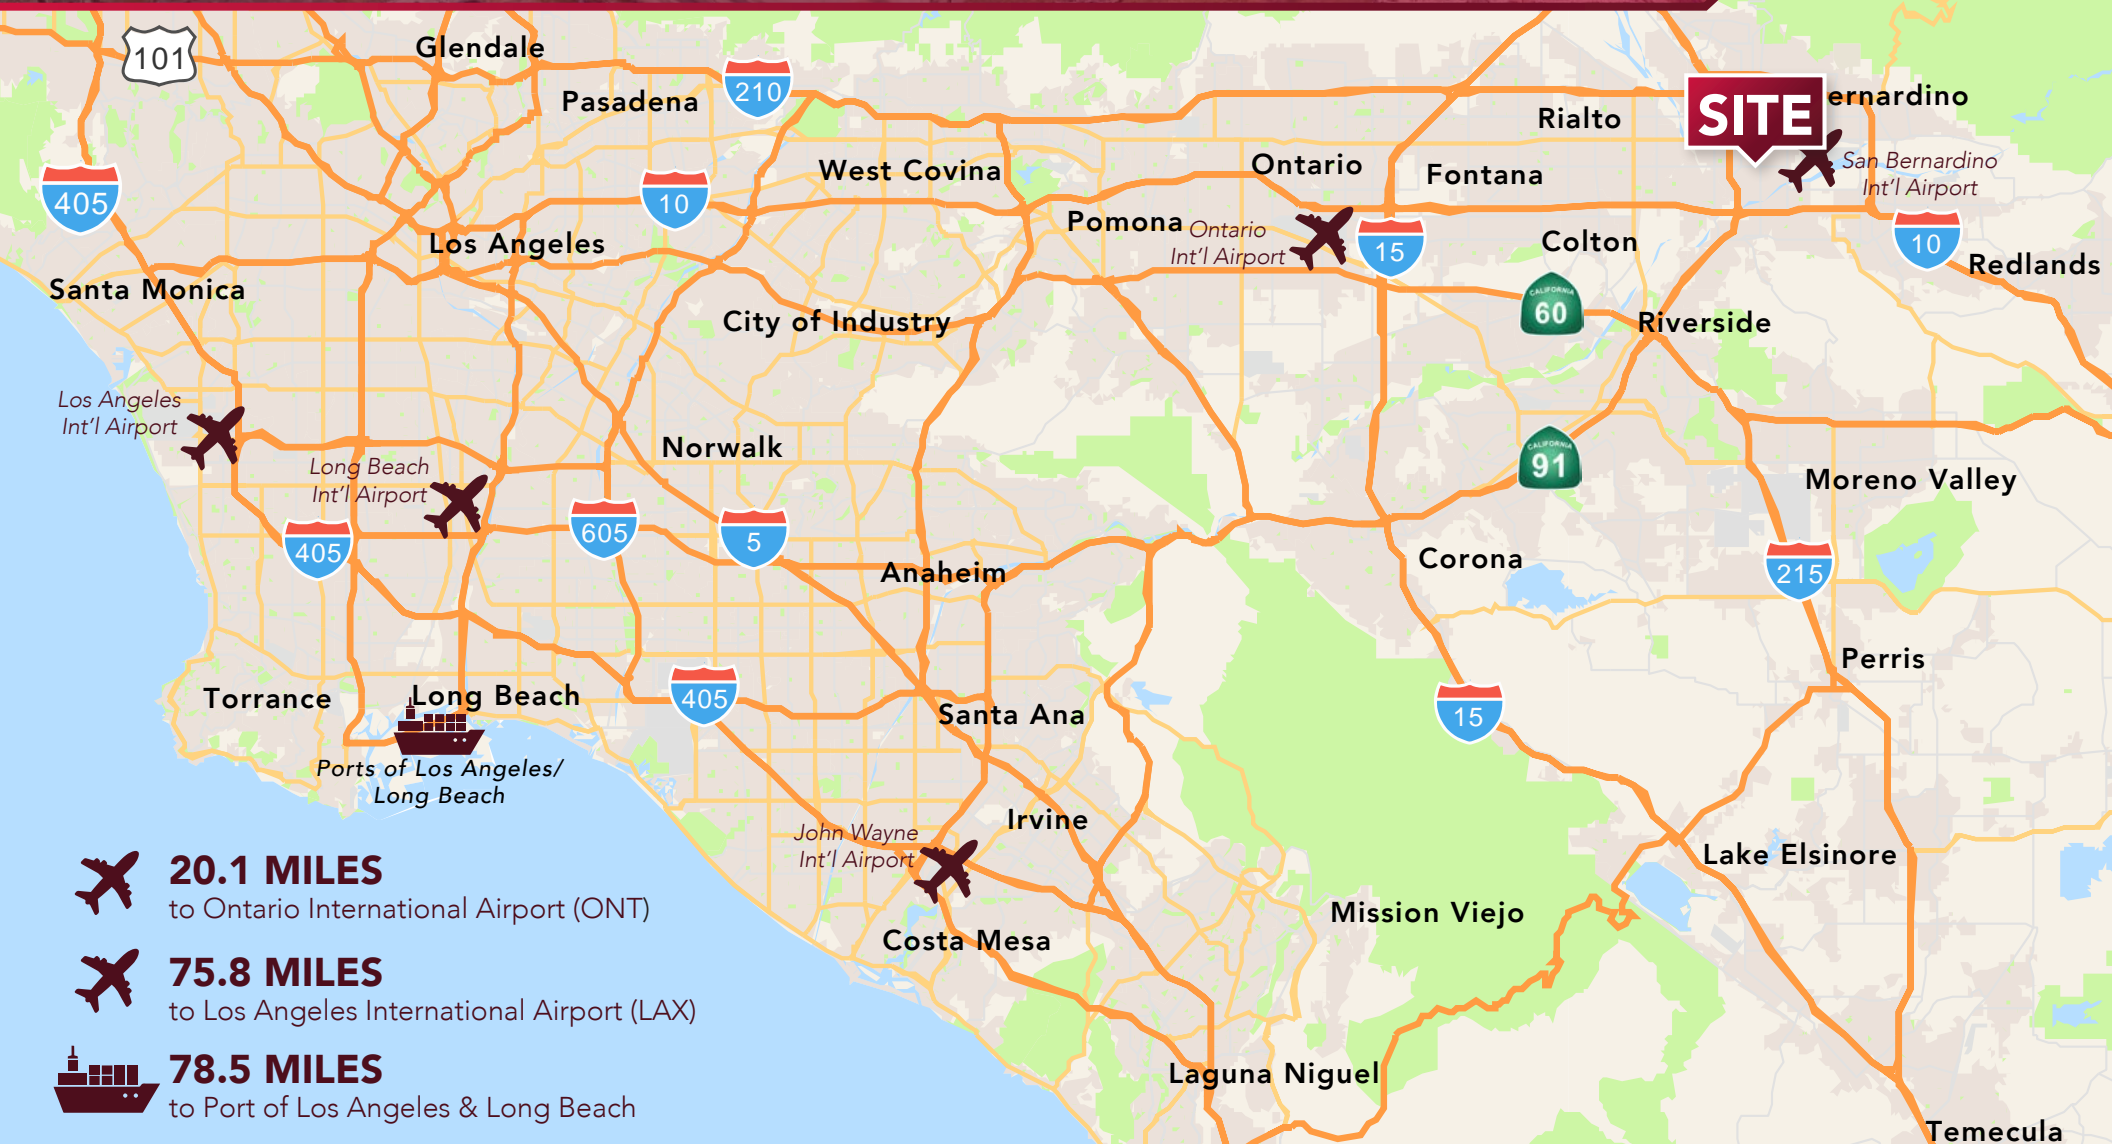 101
Glendale
210
Pasadena
SITE
ernardino
Rialto
405
10
West Covina
Ontario
Fontana
San Bernardino
Int'l Airport
Los Angeles
Pomona
Ontario
Int'l Airport
15
Colton
10
Redlands
Santa Monica
City of Industry
CALIFORNIA
60
Riverside
Los Angeles
Int'l Airport
Long Beach
Int'l Airport
Norwalk
CALIFORNIA
91
Moreno Valley
405
605
5
Anaheim
Corona
215
Perris
Torrance
Long Beach
405
Santa Ana
15
Ports of Los Angeles/
Long Beach
John Wayne
Int'l Airport
Irvine
Lake Elsinore
20.1 MILES
to Ontario International Airport (ONT)
Costa Mesa
Mission Viejo
75.8 MILES
to Los Angeles International Airport (LAX)
78.5 MILES
to Port of Los Angeles & Long Beach
Laguna Niguel
Temecula